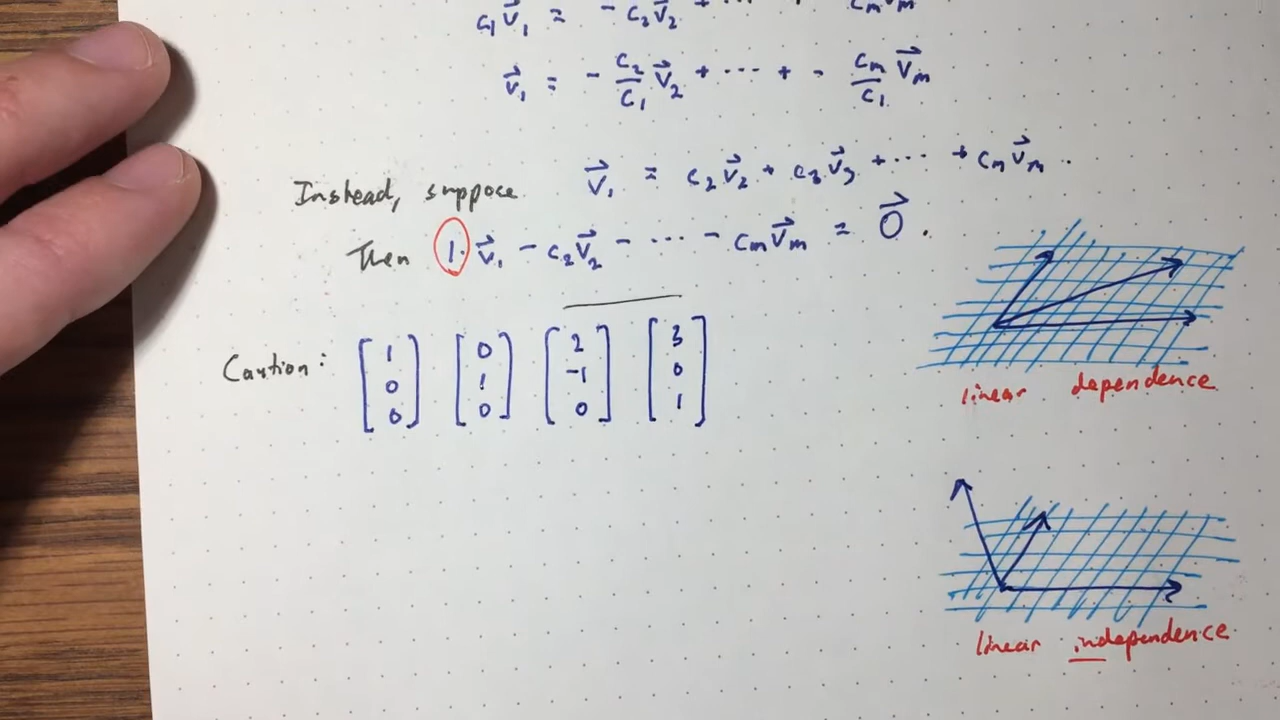 c₁v⃗₁ = - c₂v⃗₂ + ··· cₘvₘ
v⃗₁ = - c₂/c₁ v⃗₂ + ··· + - cₘ/c₁ v⃗ₘ
Instead, suppose v⃗₁ = c₂v⃗₂ + c₃v⃗₃ + ··· + cₘv⃗ₘ.
Then 1· v⃗₁ - c₂v⃗₂ - ··· - cₘv⃗ₘ = 0⃗.
Caution: [1 0 0] [0 1 0] [2 -1 0] [3 0 1]
linear dependence
linear independence